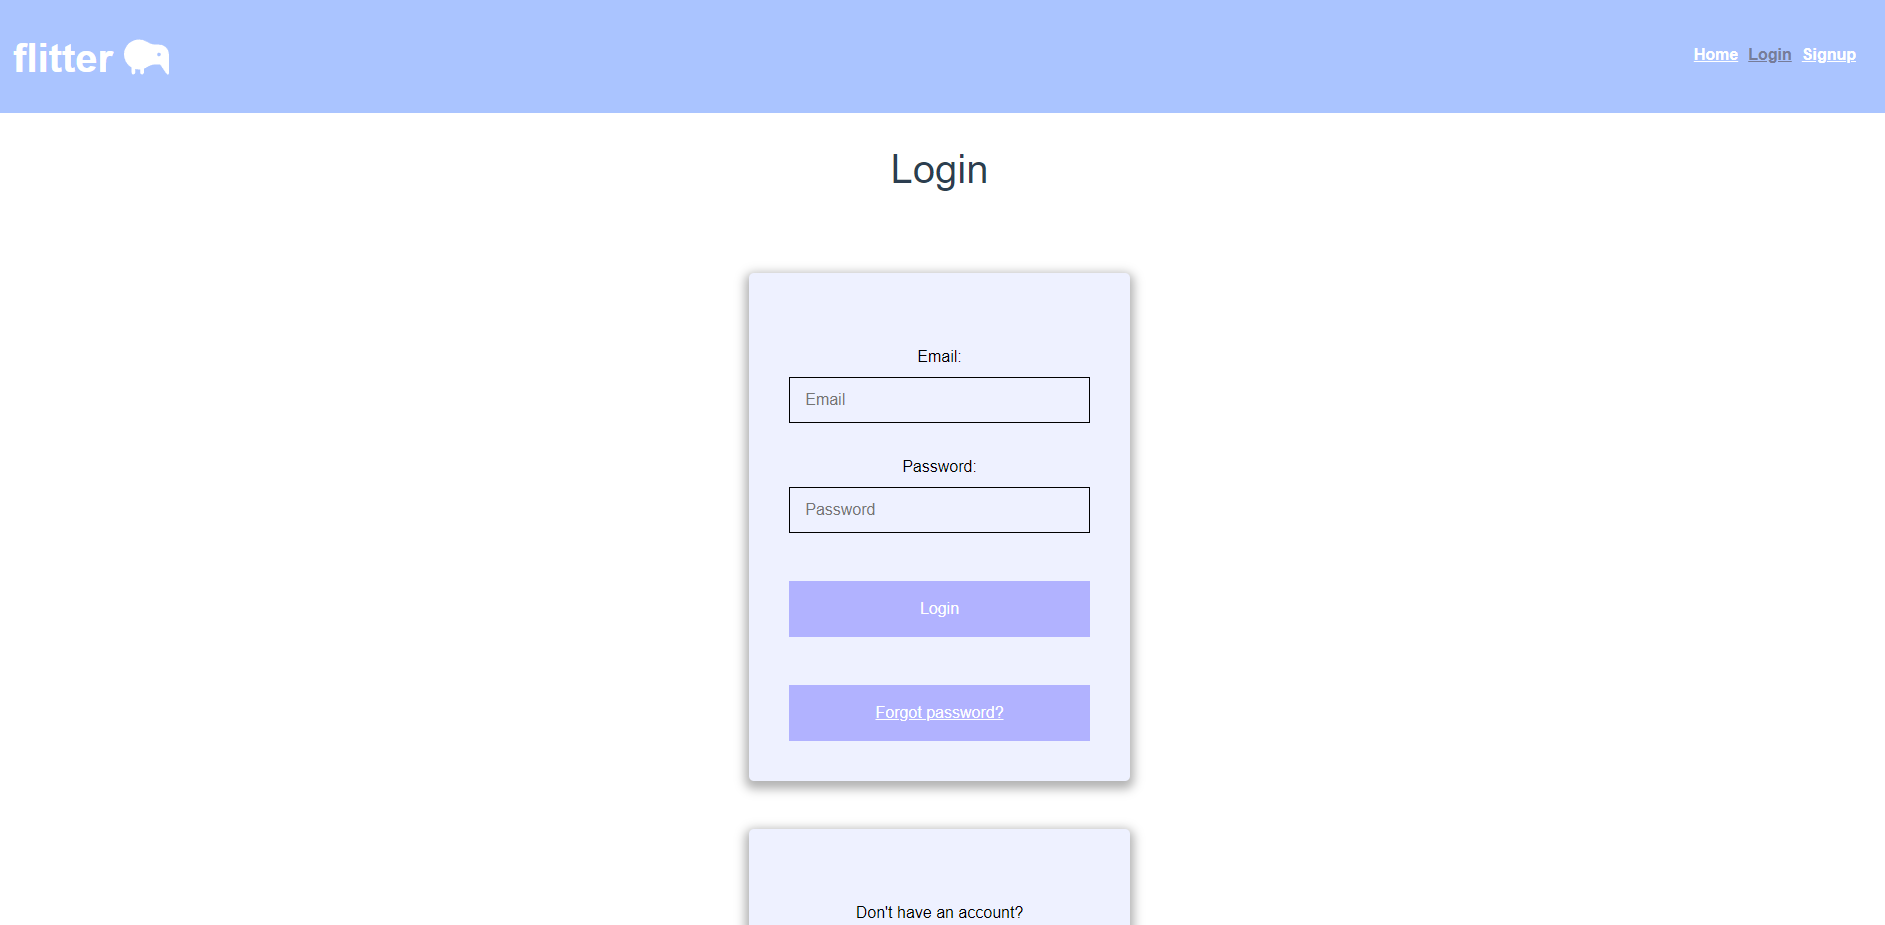 flitter
Home Login Signup
Login
Email:
Email
Password:
Password
Login
Forgot password?
Don't have an account?